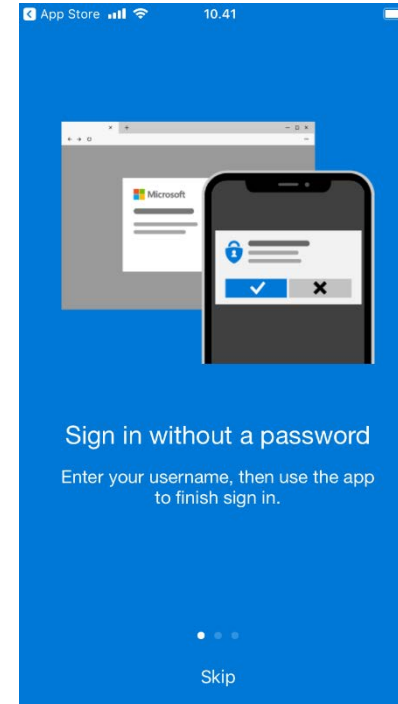 App Store 10.41
Microsoft
Sign in without a password
Enter your username, then use the app
to finish sign in.
Skip